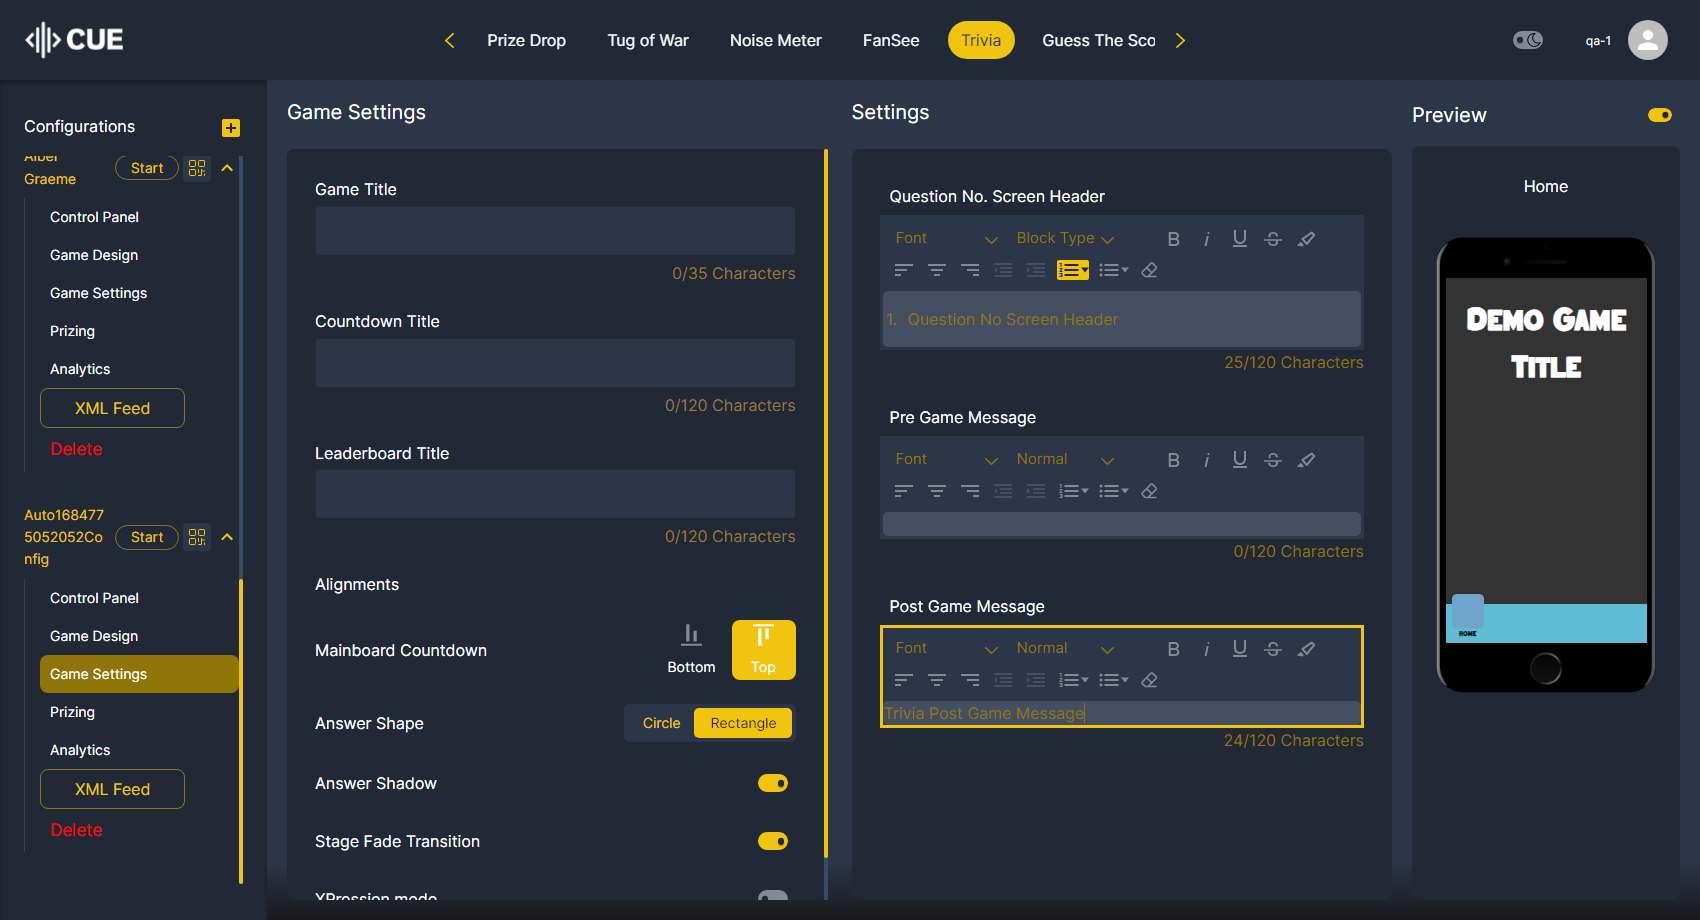 CUE
Prize Drop
Tug of War
Noise Meter
FanSee
Trivia
Guess The Sco
qa-1
Configurations
Graeme
Start
Control Panel
Game Design
Game Settings
Prizing
Analytics
XML Feed
Delete
Auto168477
5052052Co
nfig
Start
Control Panel
Game Design
Game Settings
Prizing
Analytics
XML Feed
Delete
Game Settings
Game Title
0/35 Characters
Countdown Title
0/120 Characters
Leaderboard Title
0/120 Characters
Alignments
Mainboard Countdown
Bottom
Top
Answer Shape
Circle
Rectangle
Answer Shadow
Stage Fade Transition
XPression mode
Settings
Question No. Screen Header
Font
Block Type
B i U S
1. Question No Screen Header
25/120 Characters
Pre Game Message
Font
Normal
B i U S
0/120 Characters
Post Game Message
Font
Normal
B i U S
Trivia Post Game Message
24/120 Characters
Preview
Home
Demo Game
Title
HOME